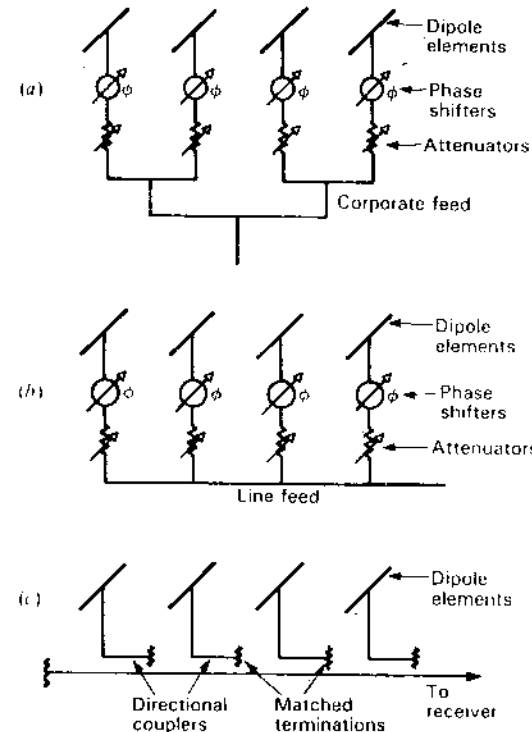 Dipole
elements
(a)
ϕ
ϕ
ϕ
ϕ
Phase
shifters
Attenuators
Corporate feed
Dipole
elements
(b)
ϕ
ϕ
ϕ
ϕ
Phase
shifters
Attenuators
Line feed
(c)
Dipole
elements
Directional
couplers
Matched
terminations
To
receiver